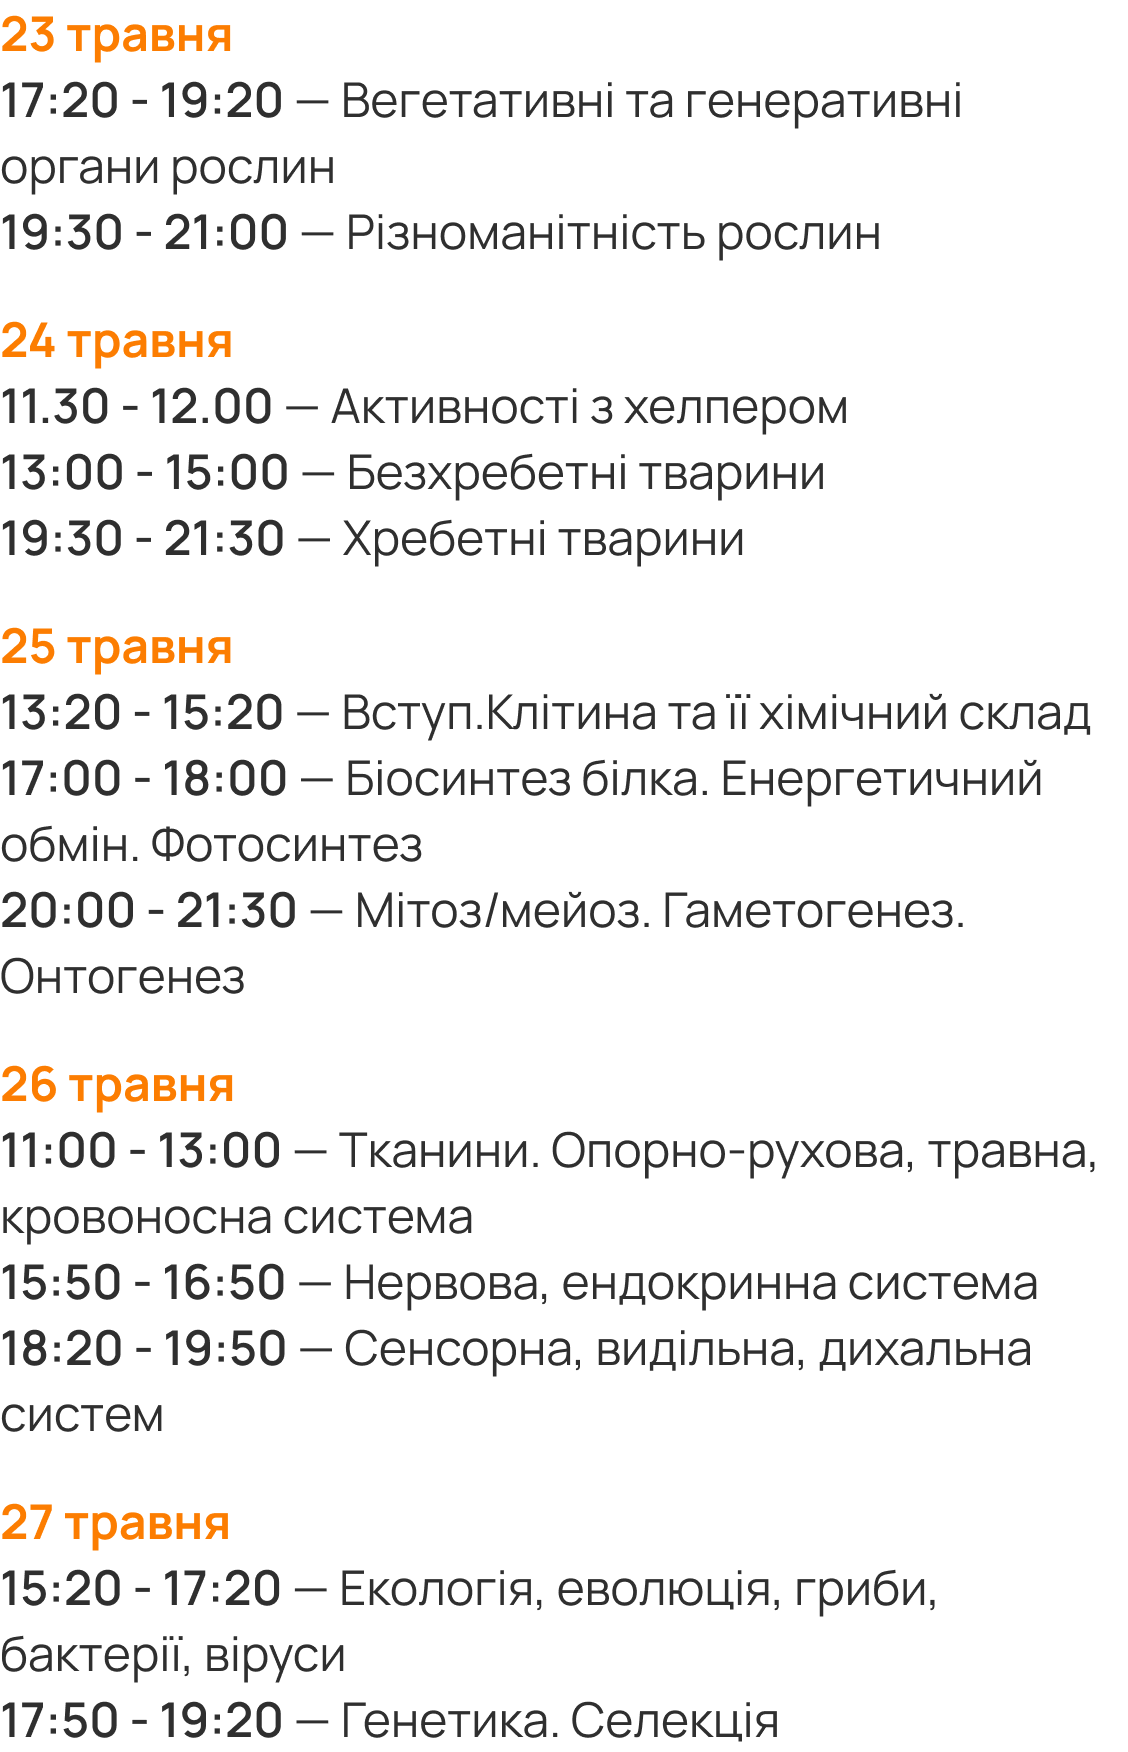 23 травня
17:20 - 19:20 — Вегетативні та генеративні
органи рослин
19:30 - 21:00 — Різноманітність рослин
24 травня
11.30 - 12.00 — Активності з хелпером
13:00 - 15:00 — Безхребетні тварини
19:30 - 21:30 — Хребетні тварини
25 травня
13:20 - 15:20 — Вступ.Клітина та її хімічний склад
17:00 - 18:00 — Біосинтез білка. Енергетичний
обмін. Фотосинтез
20:00 - 21:30 — Мітоз/мейоз. Гаметогенез.
Онтогенез
26 травня
11:00 - 13:00 — Тканини. Опорно-рухова, травна,
кровоносна система
15:50 - 16:50 — Нервова, ендокринна система
18:20 - 19:50 — Сенсорна, видільна, дихальна
систем
27 травня
15:20 - 17:20 — Екологія, еволюція, гриби,
бактерії, віруси
17:50 - 19:20 — Генетика. Селекція